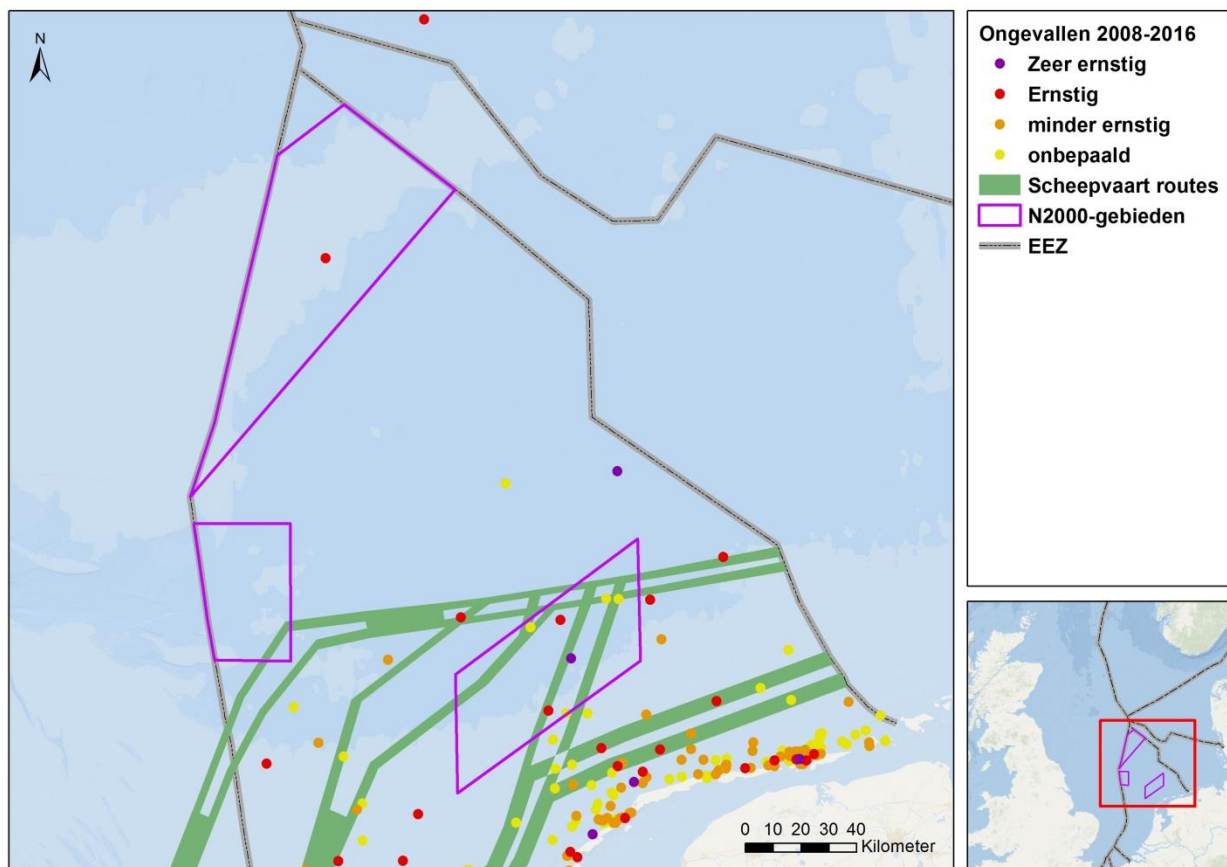 N
Ongevallen 2008-2016
Zeer ernstig
Ernstig
minder ernstig
onbepaald
Scheepvaart routes
N2000-gebieden
EEZ
0 10 20 30 40
Kilometer